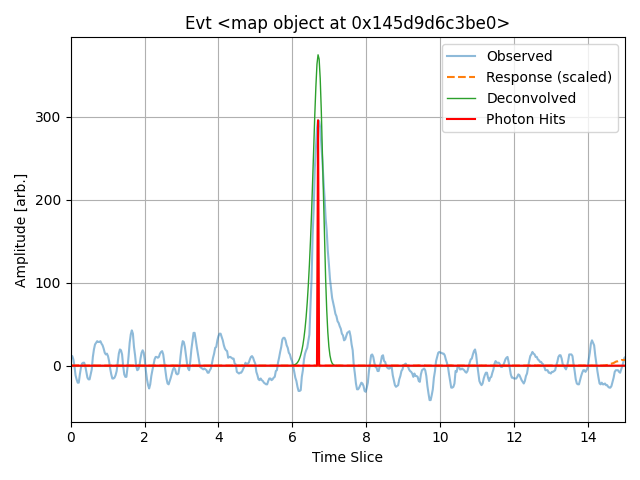 Evt <map object at 0x145d9d6c3be0>
Observed
Response (scaled)
Deconvolved
Photon Hits
Amplitude [arb.]
300
200
100
0
0 2 4 6 8 10 12 14
Time Slice